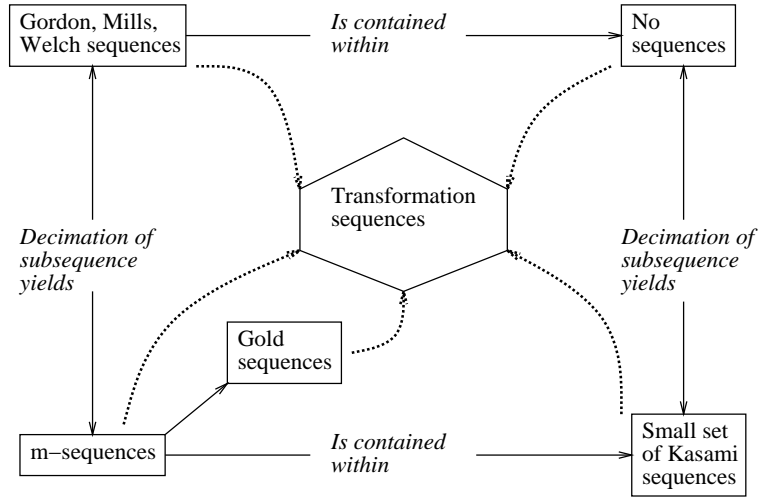 Gordon, Mills,
Welch sequences
Is contained
within
No
sequences
Transformation
sequences
Decimation of
subsequence
yields
Decimation of
subsequence
yields
Gold
sequences
m−sequences
Is contained
within
Small set
of Kasami
sequences